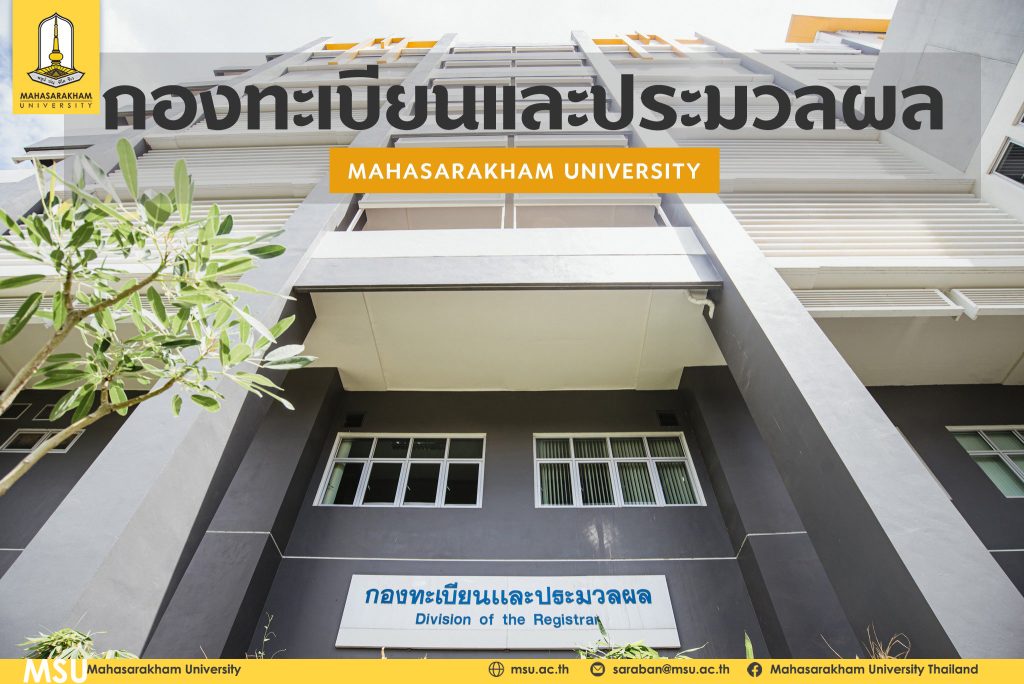 MAHASARAKHAM
UNIVERSITY
กองทะเบียนและประมวลผล
MAHASARAKHAM UNIVERSITY
กองทะเบียนและประมวลผล
Division of the Registrar
MSU Mahasarakham University
msu.ac.th
saraban@msu.ac.th
Mahasarakham University Thailand